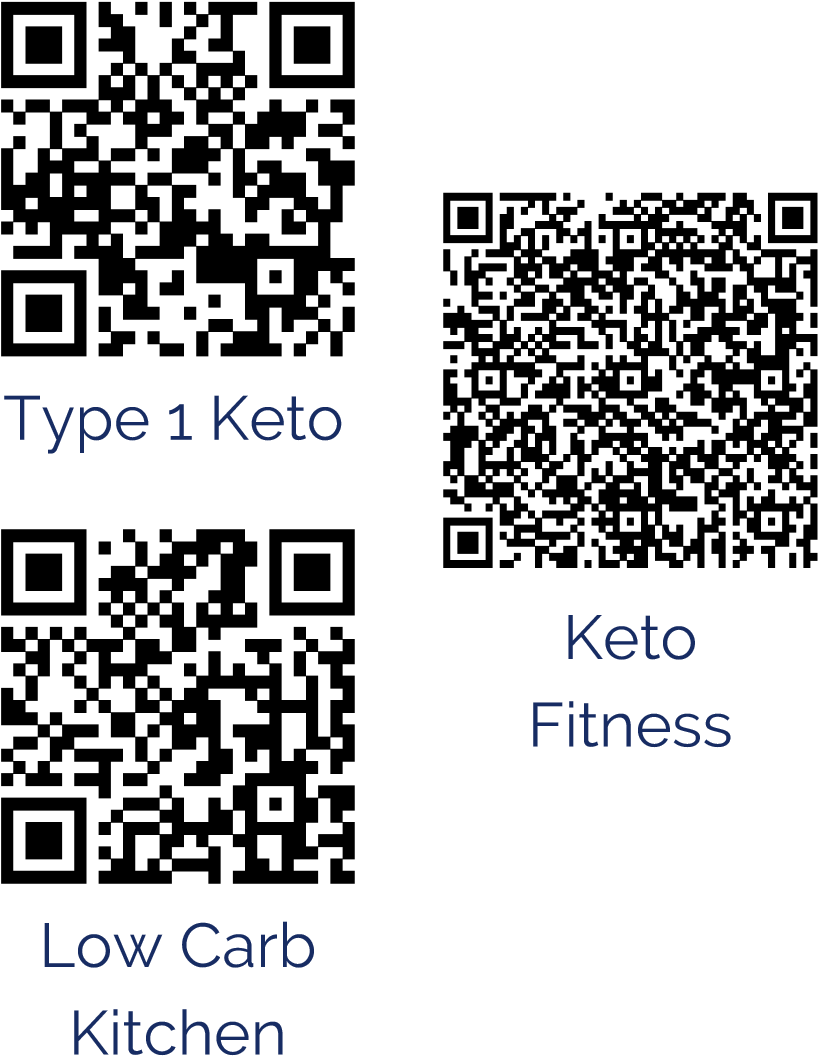 Type 1 Keto
Keto
Fitness
Low Carb
Kitchen